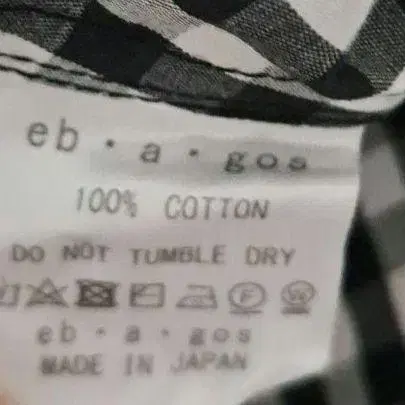 eb・a・gos
100% COTTON
DO NOT TUMBLE DRY
F W
eb・a・gos
MADE IN JAPAN